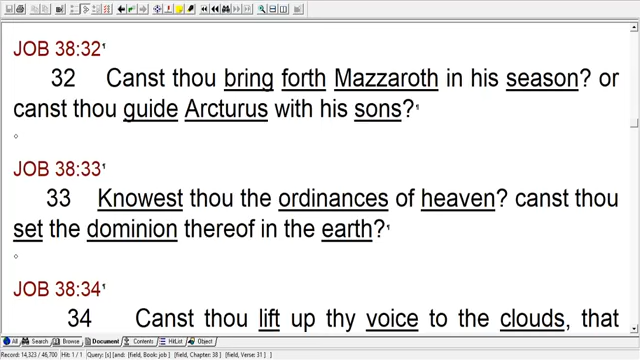 JOB 38:32
32 Canst thou bring forth Mazzaroth in his season? or
canst thou guide Arcturus with his sons?
JOB 38:33
33 Knowest thou the ordinances of heaven? canst thou
set the dominion thereof in the earth?
JOB 38:34
34 Canst thou lift up thy voice to the clouds, that
All Search Browse Document Contents HitList Object
Record: 14,323 / 46,700 Hit: 1 / 1 Query: [s] and: [field, Book: job] [field, Chapter: 38] [field, Verse: 31]